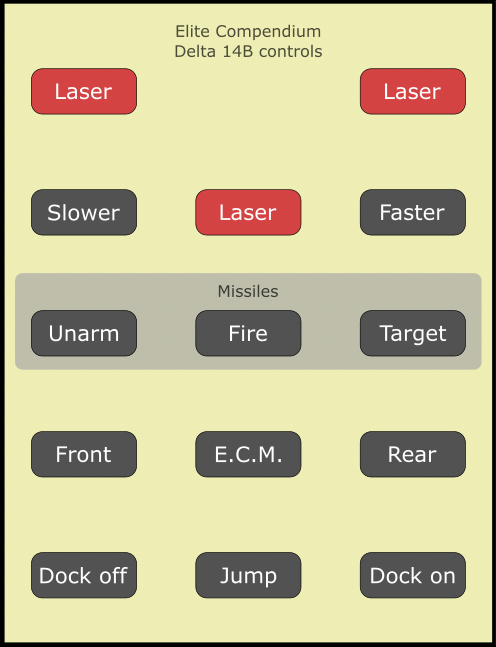 Elite Compendium
Delta 14B controls
Laser Laser
Slower Laser Faster
Missiles
Unarm Fire Target
Front E.C.M. Rear
Dock off Jump Dock on